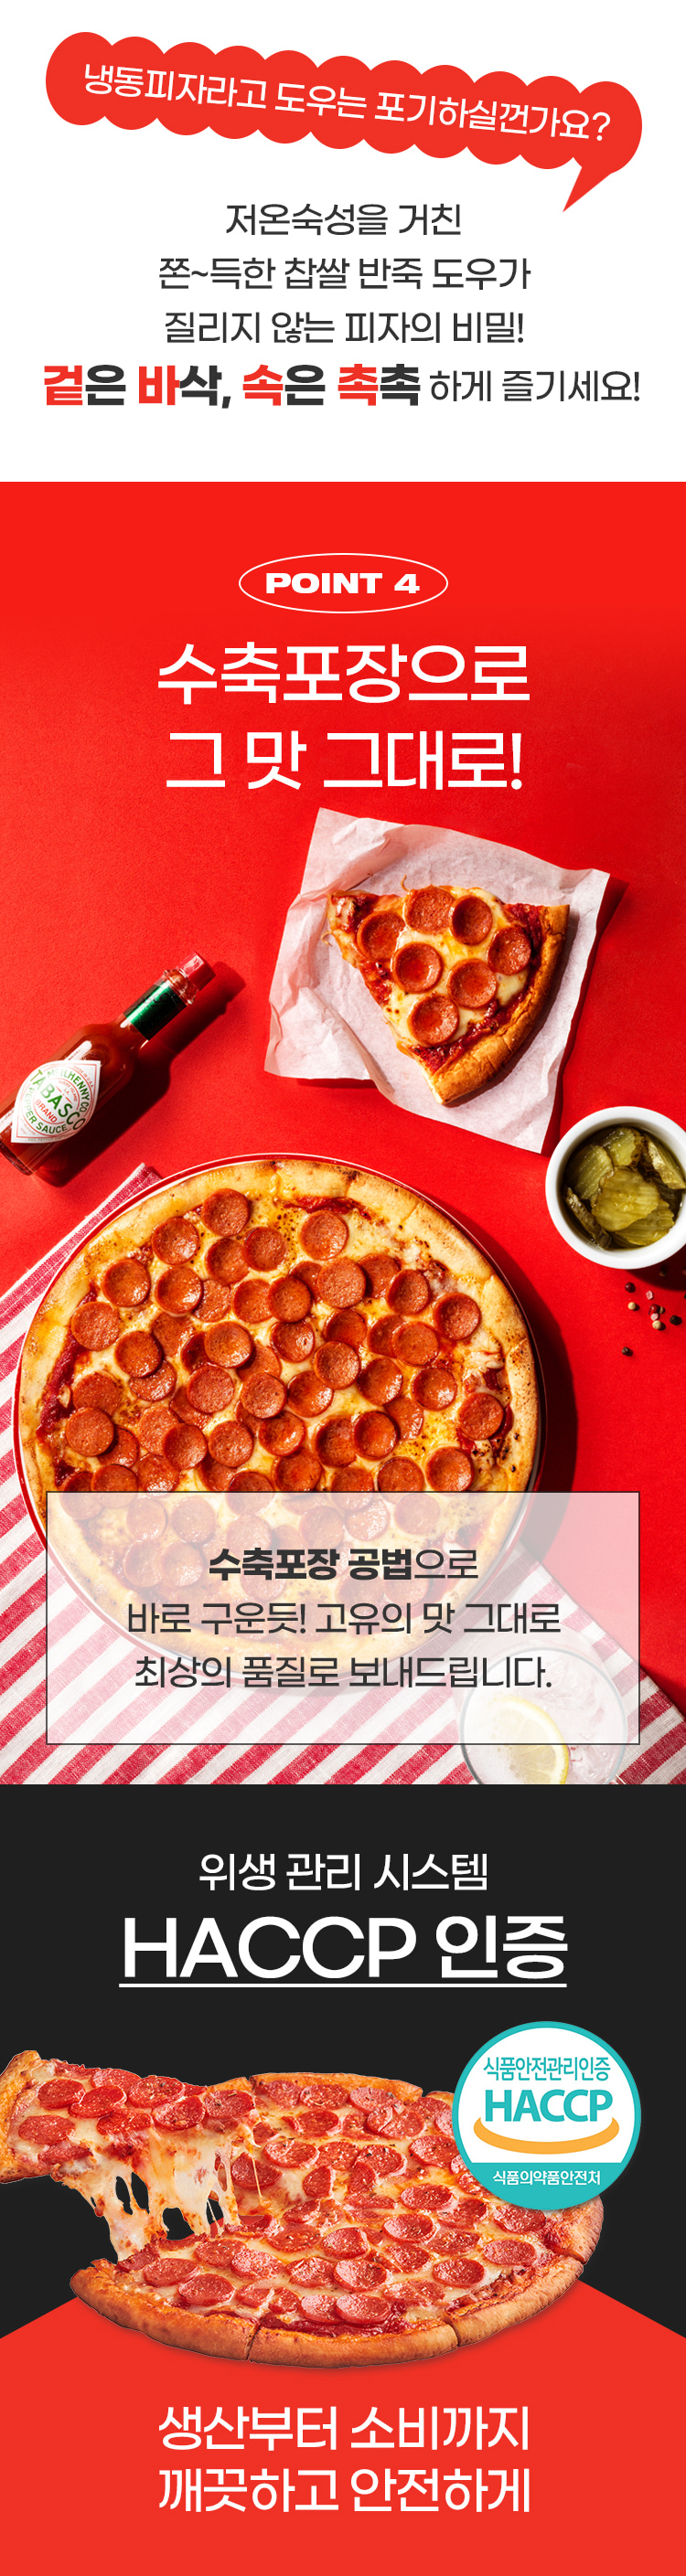 냉동피자라고 도우는 포기하실껀가요?
저온숙성을 거친
쫀~득한 찹쌀 반죽 도우가
질리지 않는 피자의 비밀!
겉은 바삭, 속은 촉촉 하게 즐기세요!
POINT 4
수축포장으로
그 맛 그대로!
McILHENNY CO.
TABASCO
BRAND
PEPPER SAUCE
수축포장 공법으로
바로 구운듯! 고유의 맛 그대로
최상의 품질로 보내드립니다.
위생 관리 시스템
HACCP 인증
식품안전관리인증
HACCP
식품의약품안전처
생산부터 소비까지
깨끗하고 안전하게